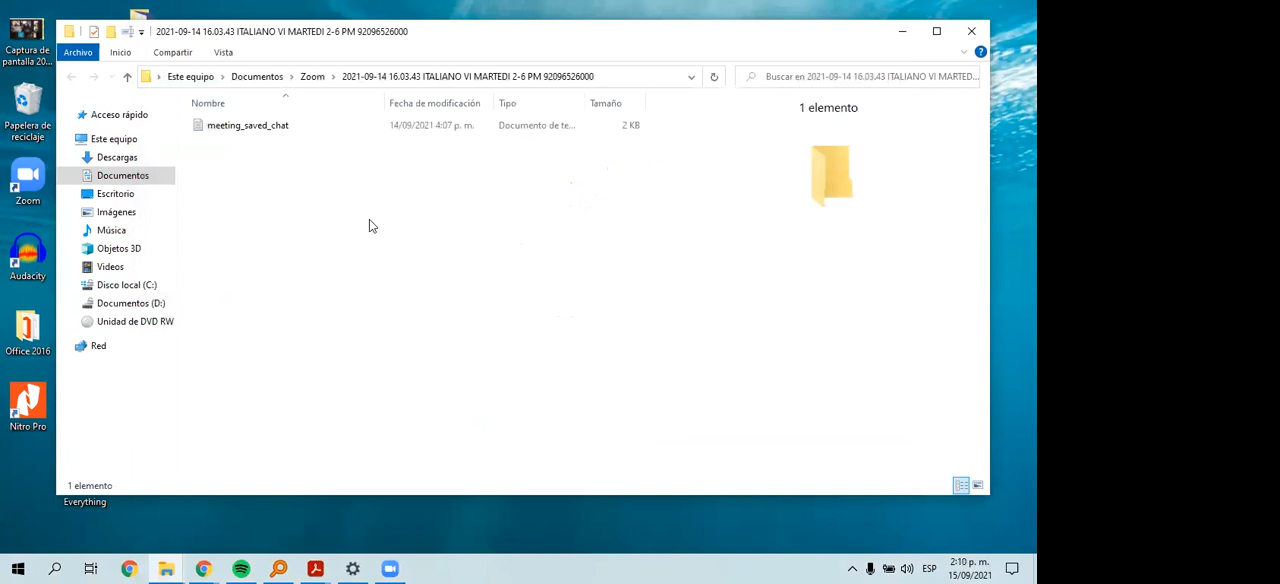 2021-09-14 16.03.43 ITALIANO VI MARTEDI 2-6 PM 92096526000
Archivo Inicio Compartir Vista
Este equipo › Documentos › Zoom › 2021-09-14 16.03.43 ITALIANO VI MARTEDI 2-6 PM 92096526000
Buscar en 2021-09-14 16.03.43 ITALIANO VI MARTED...
Nombre Fecha de modificación Tipo Tamaño
meeting_saved_chat 14/09/2021 4:07 p. m. Documento de te... 2 KB
1 elemento
Acceso rápido
Este equipo
Descargas
Documentos
Escritorio
Imágenes
Música
Objetos 3D
Videos
Disco local (C:)
Documentos (D:)
Unidad de DVD RW
Red
1 elemento
Captura de
pantalla 20...
Papelera de
reciclaje
Zoom
Audacity
Office 2016
Nitro Pro
Everything
ESP
2:10 p. m.
15/09/2021